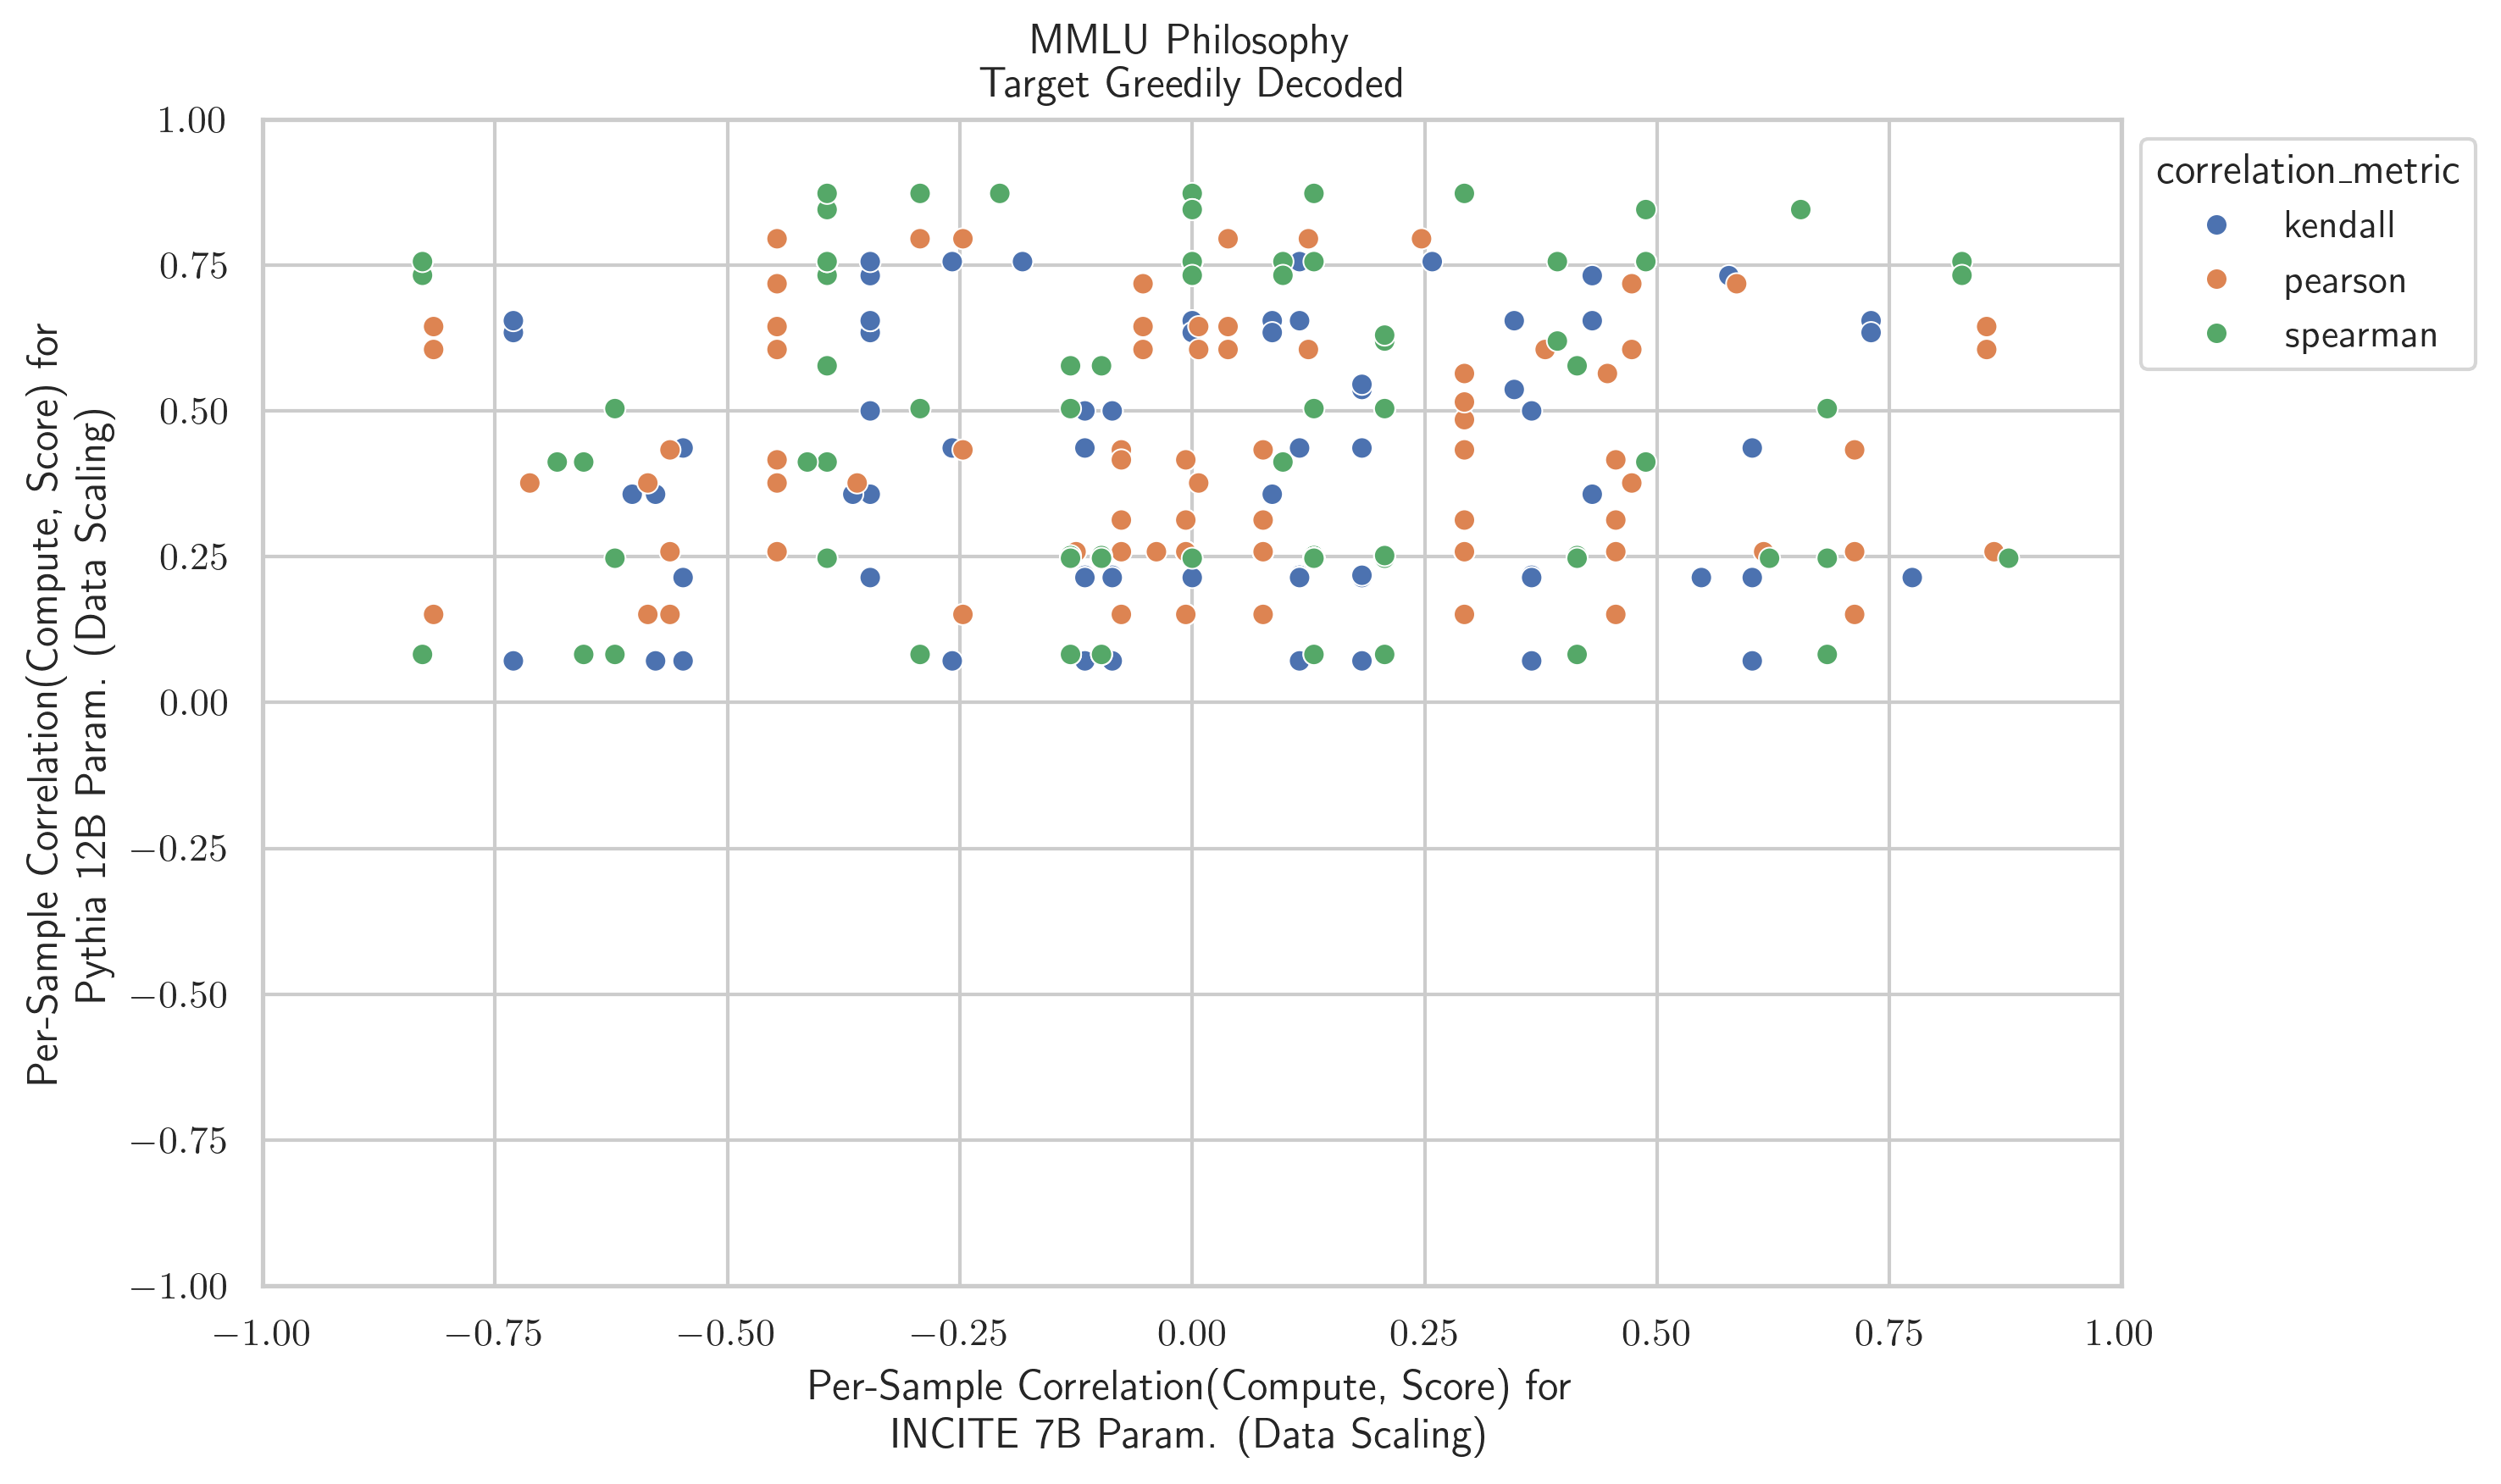 MMLU Philosophy
Target Greedily Decoded
Per-Sample Correlation(Compute, Score) for
Pythia 12B Param. (Data Scaling)
1.00
0.75
0.50
0.25
0.00
−0.25
−0.50
−0.75
−1.00
−1.00 −0.75 −0.50 −0.25 0.00 0.25 0.50 0.75 1.00
Per-Sample Correlation(Compute, Score) for
INCITE 7B Param. (Data Scaling)
correlation_metric
kendall
pearson
spearman